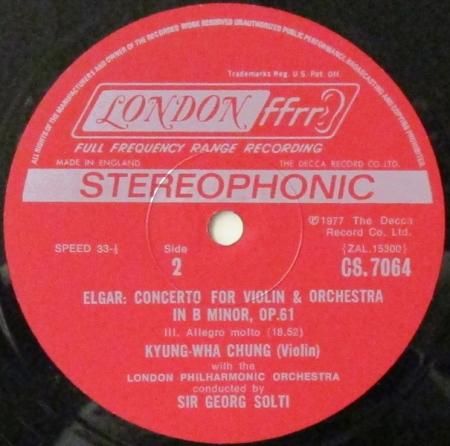 ALL RIGHTS OF THE MANUFACTURERS AND OWNER OF THE RECORDED WORK RESERVED UNAUTHORIZED PUBLIC PERFORMANCE, BROADCASTING AND COPYING PROHIBITED
Trademarks Reg. U.S. Pat. Off.
LONDON ffrr
FULL FREQUENCY RANGE RECORDING
MADE IN ENGLAND THE DECCA RECORD CO. LTD.
STEREOPHONIC
℗1977 The Decca
Record Co. Ltd.
SPEED 33-⅓ Side {ZAL.15300}
2 CS.7064
ELGAR: CONCERTO FOR VIOLIN & ORCHESTRA
IN B MINOR, OP.61
III. Allegro molto (18.52)
KYUNG-WHA CHUNG (Violin)
with the
LONDON PHILHARMONIC ORCHESTRA
conducted by
SIR GEORG SOLTI